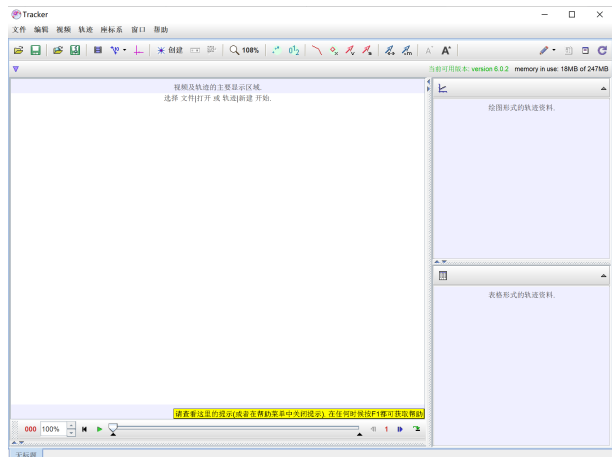 Tracker
文件 编辑 视频 轨迹 座标系 窗口 帮助
创建 108%
当前可用版本: version 6.0.2 memory in use: 18MB of 247MB
视频及轨迹的主要显示区域.
选择 文件|打开 或 轨迹|新建 开始.
绘图形式的轨迹资料.
表格形式的轨迹资料.
请查看这里的提示(或者在帮助菜单中关闭提示). 在任何时候按F1都可获取帮助
000 100% 1
无标题